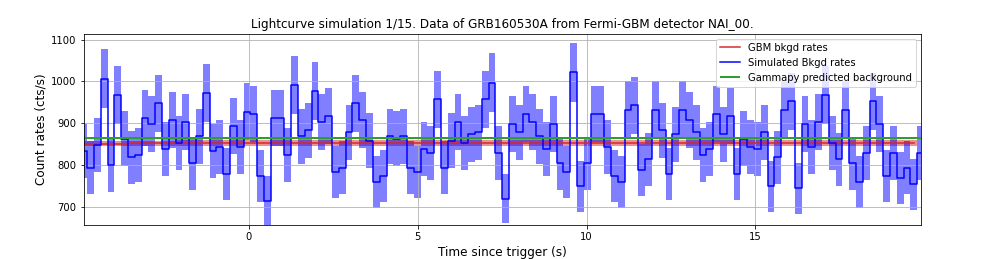 Lightcurve simulation 1/15. Data of GRB160530A from Fermi-GBM detector NAI_00.
1100
1000
900
800
700
Count rates (cts/s)
GBM bkgd rates
Simulated Bkgd rates
Gammapy predicted background
0
5
10
15
Time since trigger (s)